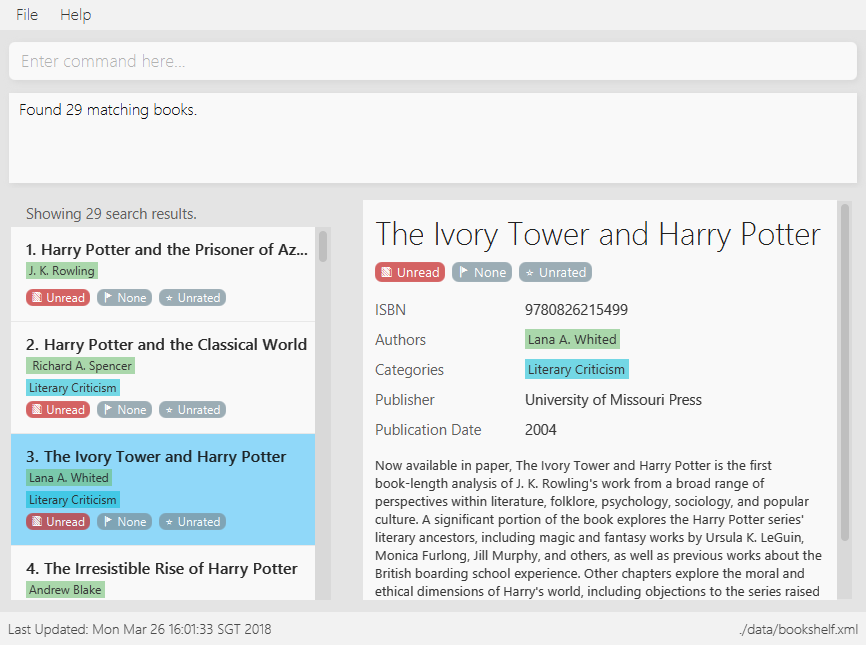 File Help
Enter command here...
Found 29 matching books.
Showing 29 search results.
1. Harry Potter and the Prisoner of Az...
J. K. Rowling
Unread None Unrated
2. Harry Potter and the Classical World
Richard A. Spencer
Literary Criticism
Unread None Unrated
3. The Ivory Tower and Harry Potter
Lana A. Whited
Literary Criticism
Unread None Unrated
4. The Irresistible Rise of Harry Potter
Andrew Blake
The Ivory Tower and Harry Potter
Unread None Unrated
ISBN 9780826215499
Authors Lana A. Whited
Categories Literary Criticism
Publisher University of Missouri Press
Publication Date 2004
Now available in paper, The Ivory Tower and Harry Potter is the first
book-length analysis of J. K. Rowling's work from a broad range of
perspectives within literature, folklore, psychology, sociology, and popular
culture. A significant portion of the book explores the Harry Potter series'
literary ancestors, including magic and fantasy works by Ursula K. LeGuin,
Monica Furlong, Jill Murphy, and others, as well as previous works about the
British boarding school experience. Other chapters explore the moral and
ethical dimensions of Harry's world, including objections to the series raised
Last Updated: Mon Mar 26 16:01:33 SGT 2018
./data/bookshelf.xml